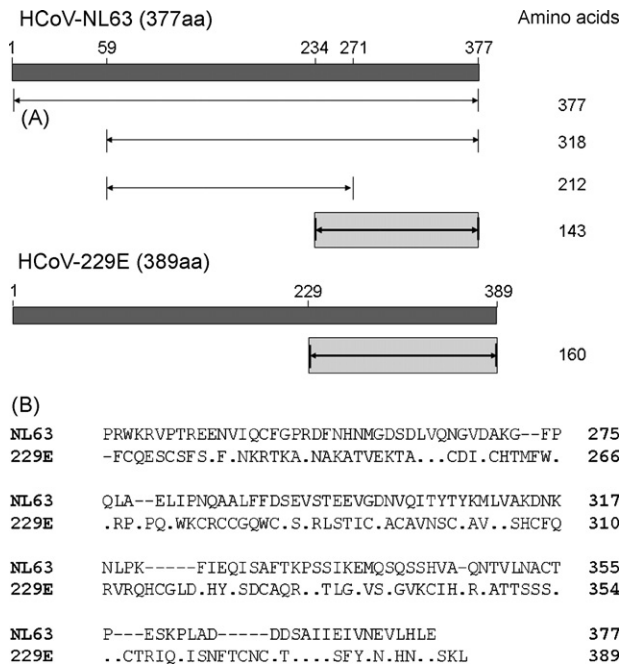 HCoV-NL63 (377aa) Amino acids
1 59 234 271 377
377
(A)
318
212
143
HCoV-229E (389aa)
1 229 389
160
(B)
NL63 PRWKRVPTREENVIQCFGPRDFNHNMGDSDLVQNGVDAKG--FP 275
229E -FCQESCSFS.F.NKRTKA.NAKATVEKTA...CDI.CHTMFW. 266
NL63 QLA--ELIPNQAALFFDSEVSTEEVGDNVQITYTYKMLVAKDNK 317
229E .RP.PQ.WKCRCCGQWC.S.RLSTIC.ACAVNSC.AV..SHCFQ 310
NL63 NLPK-----FIEQISAFTKPSSIKEMQSQSSHVA-QNTVLNACT 355
229E RVRQHCGLD.HY.SDCAQR..TLG.VS.GVKCIH.R.ATTSSS. 354
NL63 P---ESKPLAD-----DDSAIIEIVNEVLHLE 377
229E ..CTRIQ.ISNFTCNC.T....SFY.N.HN..SKL 389